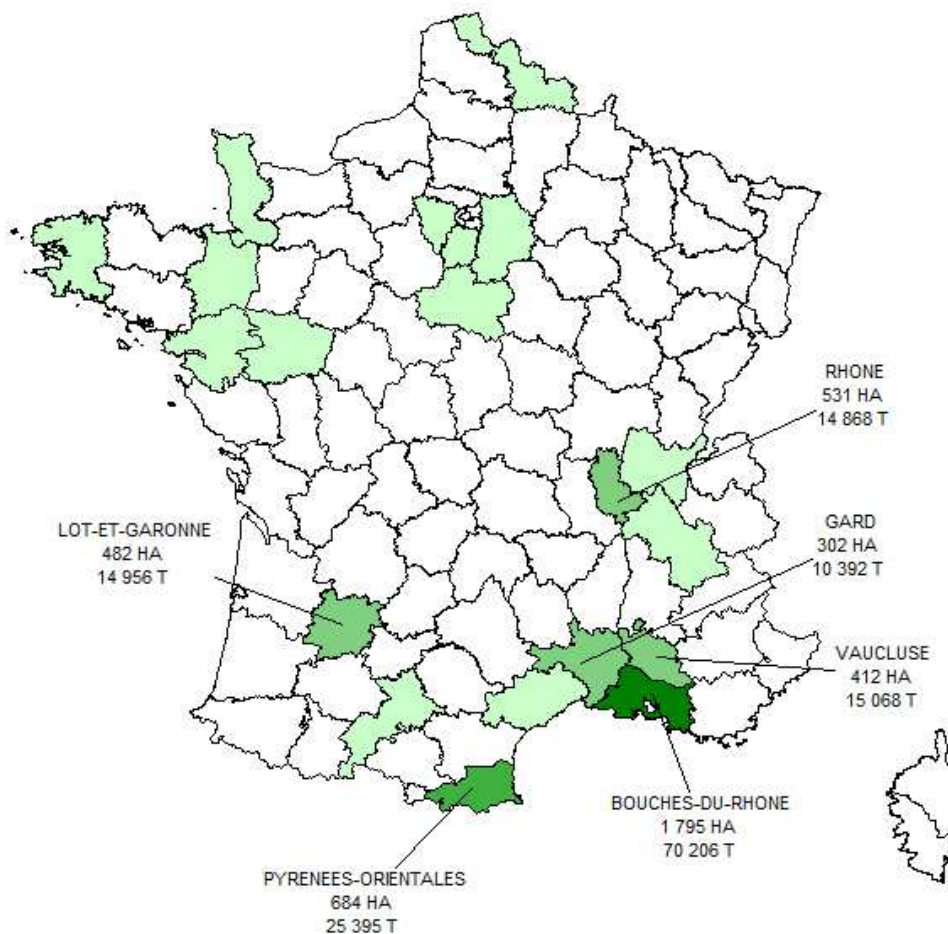 RHONE
531 HA
14 868 T
LOT-ET-GARONNE
482 HA
14 956 T
GARD
302 HA
10 392 T
VAUCLUSE
412 HA
15 068 T
BOUCHES-DU-RHONE
1 795 HA
70 206 T
PYRENEES-ORIENTALES
684 HA
25 395 T